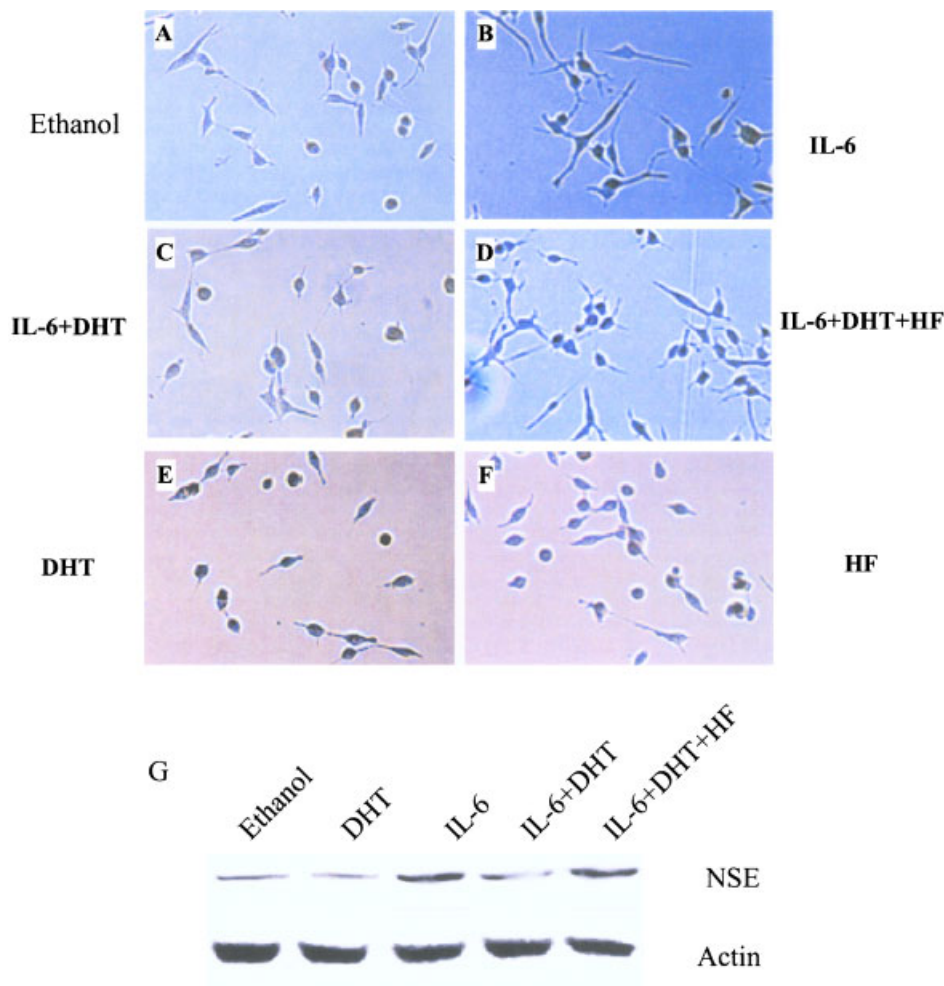 A
B
Ethanol
IL-6
C
D
IL-6+DHT
IL-6+DHT+HF
E
F
DHT
HF
G
Ethanol
DHT
IL-6
IL-6+DHT
IL-6+DHT+HF
NSE
Actin